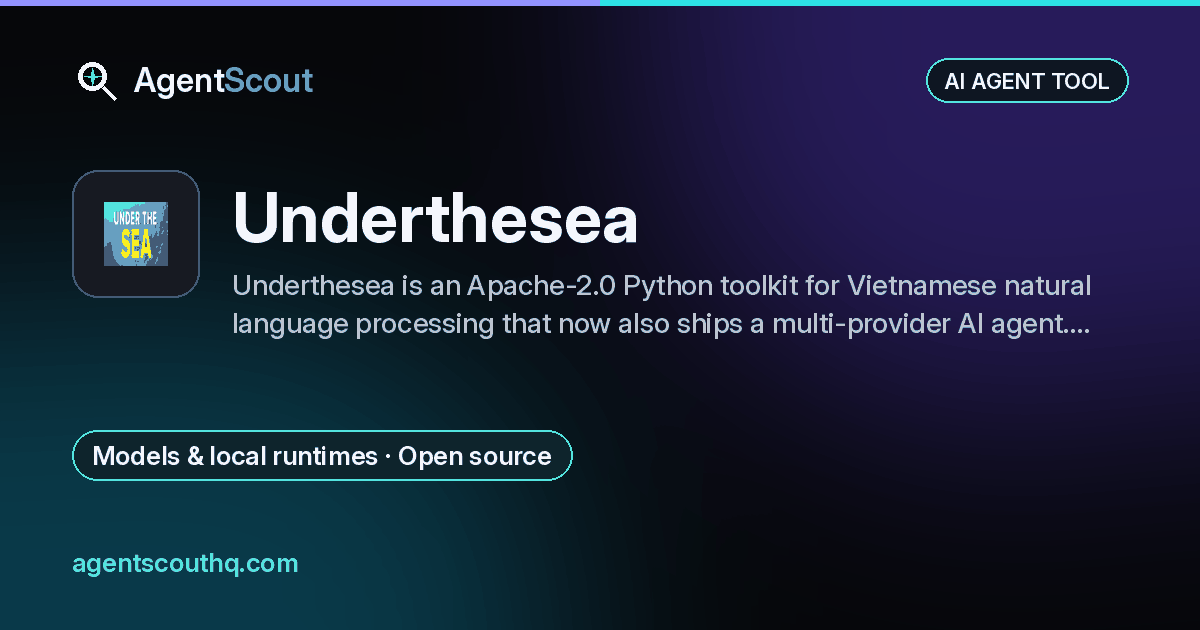 AgentScout
AI AGENT TOOL
UNDER THE
SEA
Underthesea
Underthesea is an Apache-2.0 Python toolkit for Vietnamese natural
language processing that now also ships a multi-provider AI agent....
Models & local runtimes · Open source
agentscouthq.com